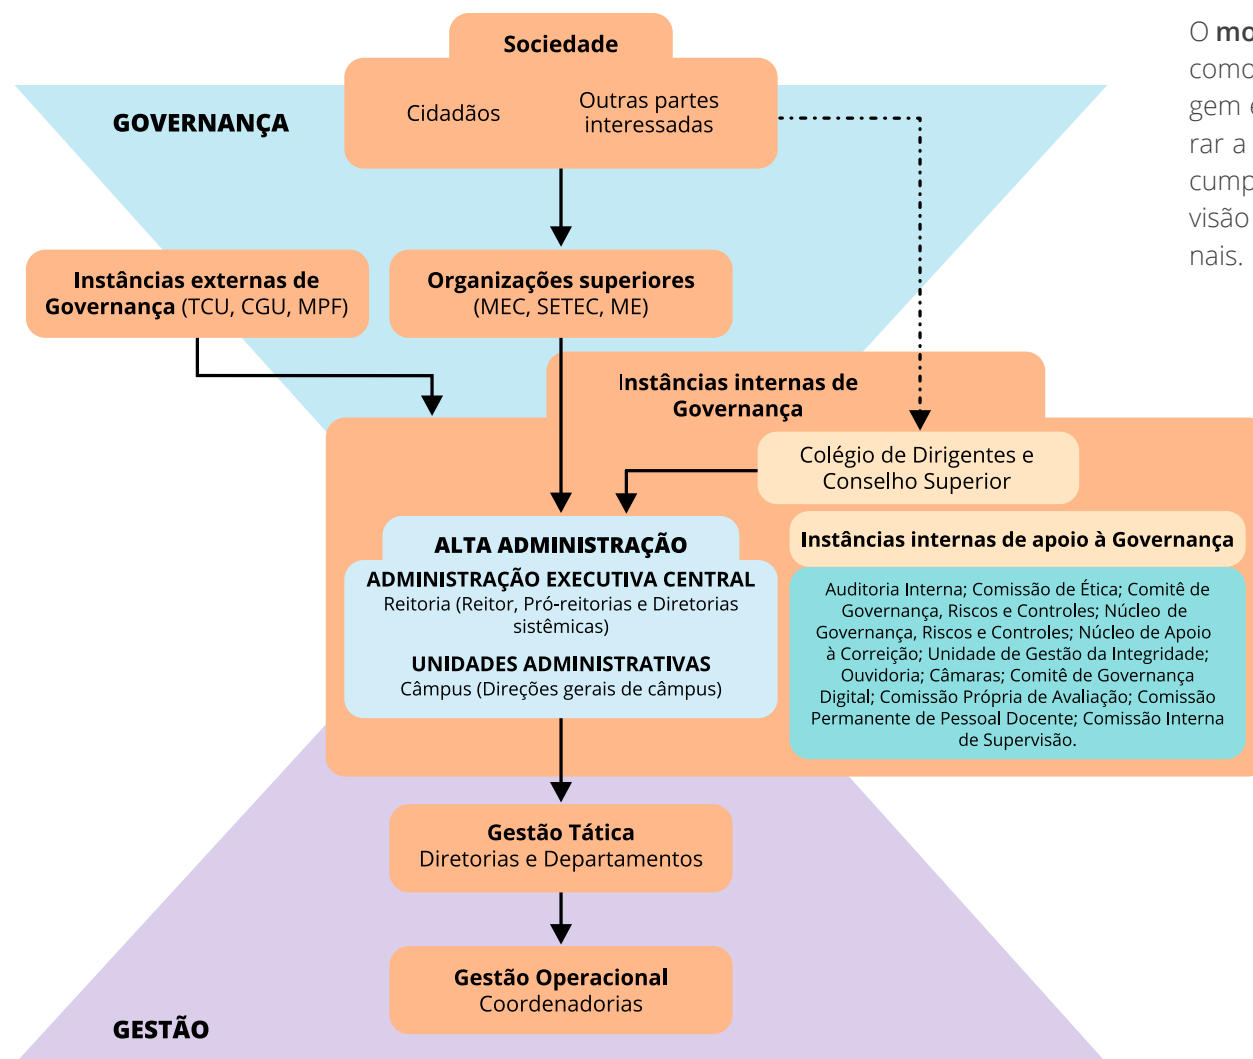 Sociedade
Cidadãos
Outras partes
interessadas
GOVERNANÇA
O mo
como
gem e
rar a
cump
visão
nais.
Instâncias externas de
Governança (TCU, CGU, MPF)
Organizações superiores
(MEC, SETEC, ME)
Instâncias internas de
Governança
Colégio de Dirigentes e
Conselho Superior
ALTA ADMINISTRAÇÃO
ADMINISTRAÇÃO EXECUTIVA CENTRAL
Reitoria (Reitor, Pró-reitorias e Diretorias
sistêmicas)
UNIDADES ADMINISTRATIVAS
Câmpus (Direções gerais de câmpus)
Instâncias internas de apoio à Governança
Auditoria Interna; Comissão de Ética; Comitê de
Governança, Riscos e Controles; Núcleo de
Governança, Riscos e Controles; Núcleo de Apoio
à Correição; Unidade de Gestão da Integridade;
Ouvidoria; Câmaras; Comitê de Governança
Digital; Comissão Própria de Avaliação; Comissão
Permanente de Pessoal Docente; Comissão Interna
de Supervisão.
Gestão Tática
Diretorias e Departamentos
Gestão Operacional
Coordenadorias
GESTÃO